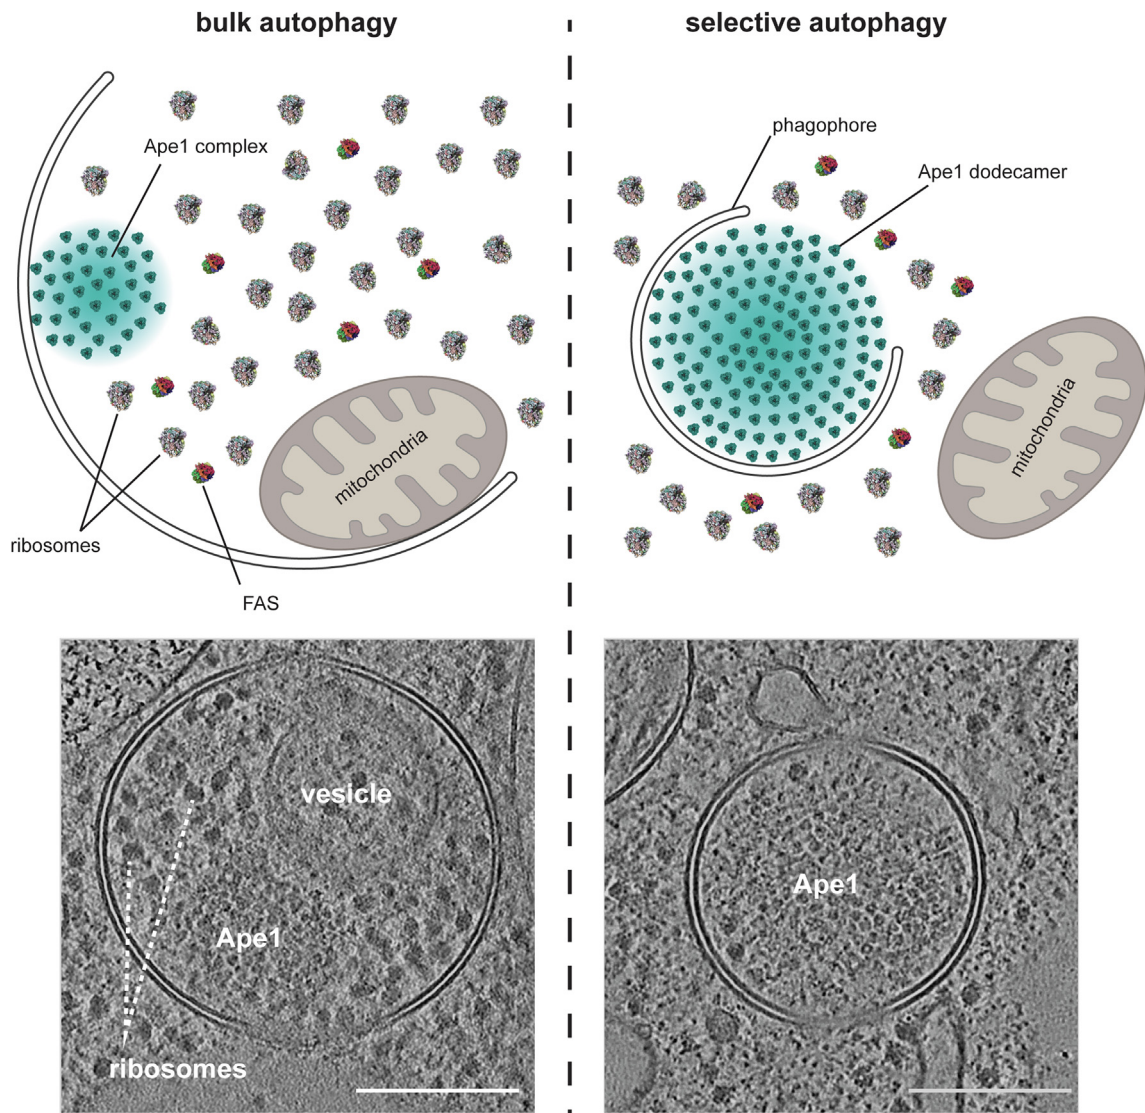 bulk autophagy
selective autophagy
Ape1 complex
phagophore
Ape1 dodecamer
mitochondria
mitochondria
ribosomes
FAS
vesicle
Ape1
ribosomes
Ape1